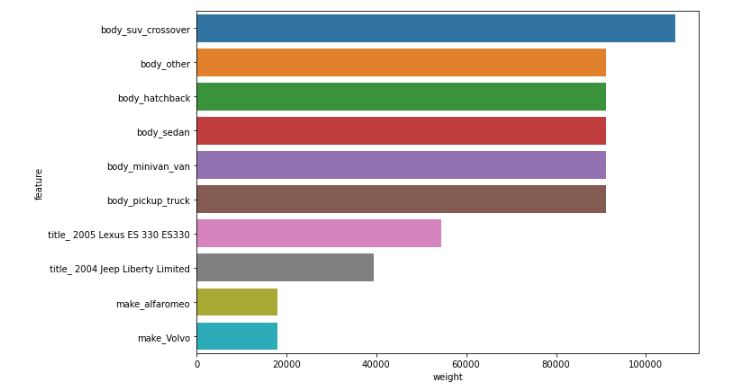 body_suv_crossover
body_other
body_hatchback
body_sedan
body_minivan_van
body_pickup_truck
title_ 2005 Lexus ES 330 ES330
title_ 2004 Jeep Liberty Limited
make_alfaromeo
make_Volvo
feature
0 20000 40000 60000 80000 100000
weight